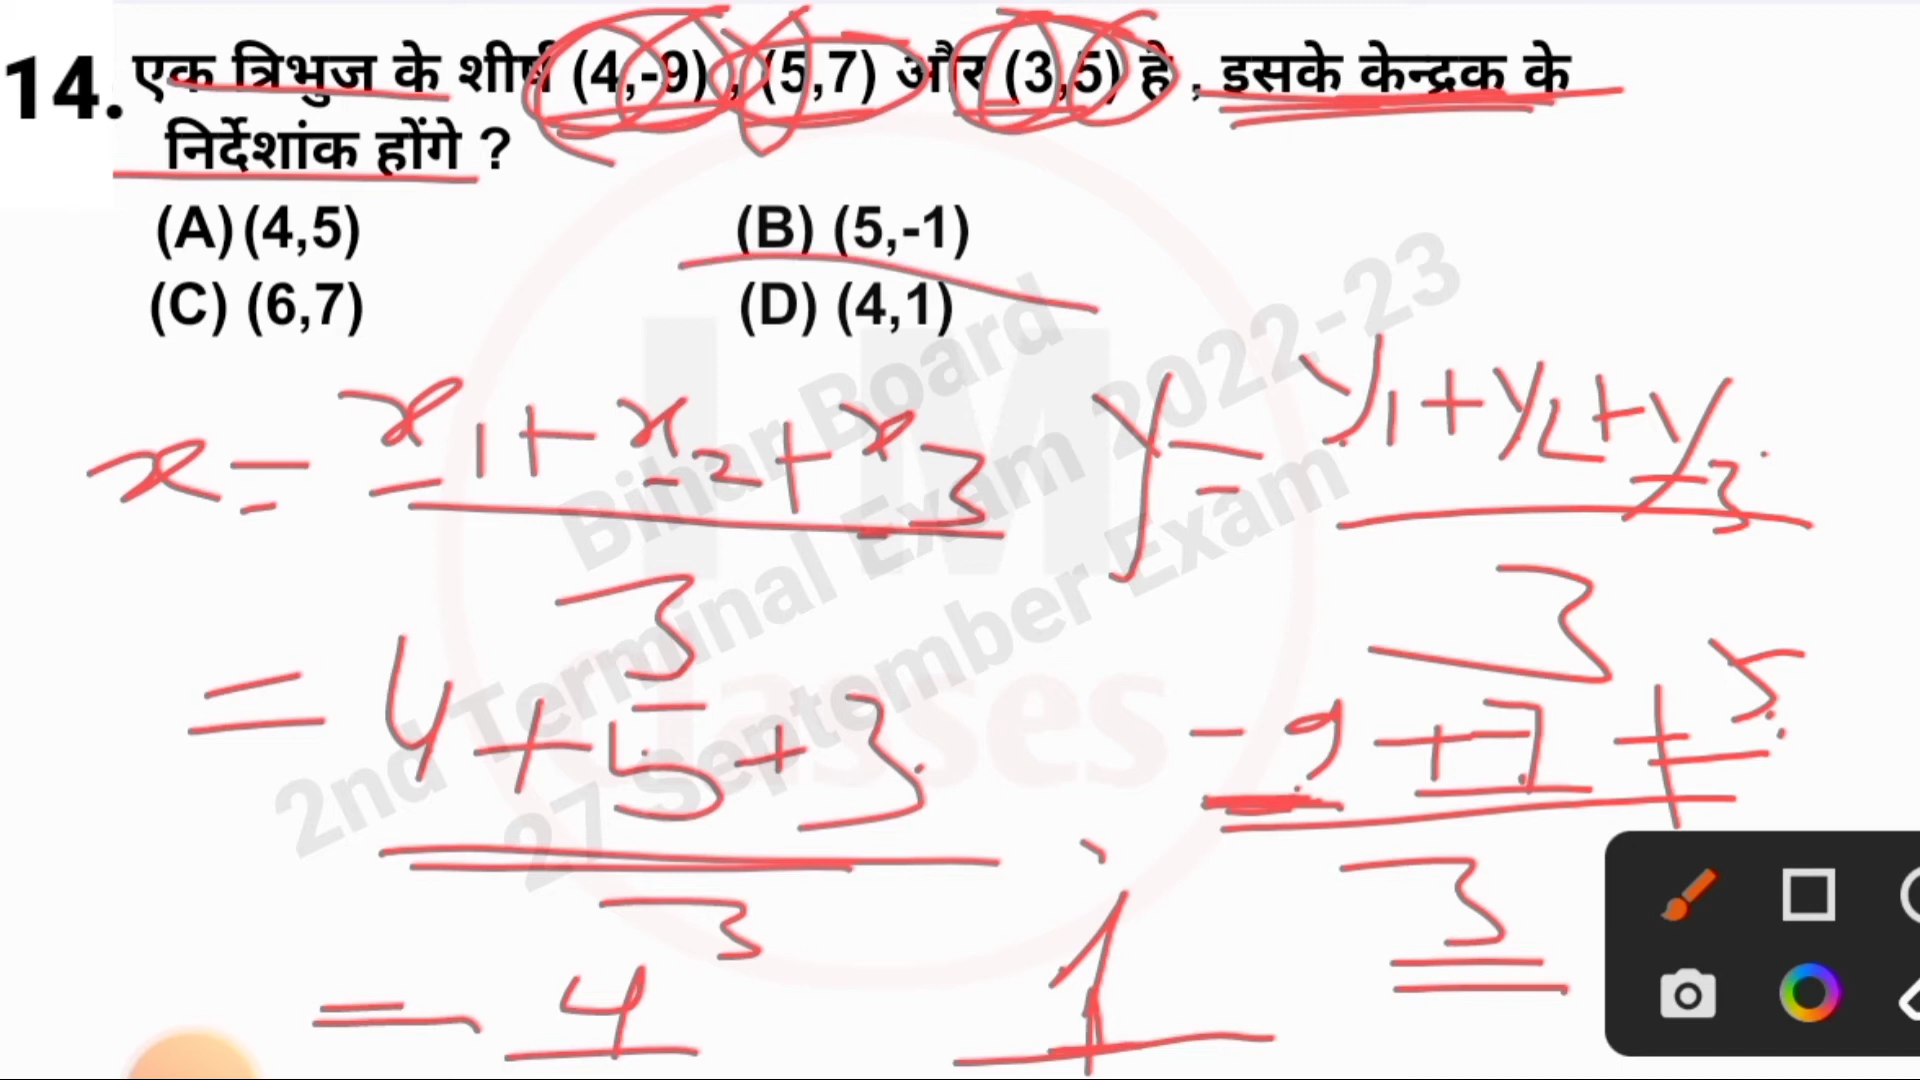 14. एक त्रिभुज के शीर्ष (4,-9), (5,7) और (3,5) है , इसके केन्द्रक के
निर्देशांक होंगे ?
(A) (4,5) (B) (5,-1)
(C) (6,7) (D) (4,1)
x = x₁+x₂+x₃ y = y₁+y₂+y₃
3 3
= 4+5+3 -9+7+5
3 3
= 4 , 1
Bihar Board
2nd Terminal Exam 2022-23
27 September Exam
IM
Classes